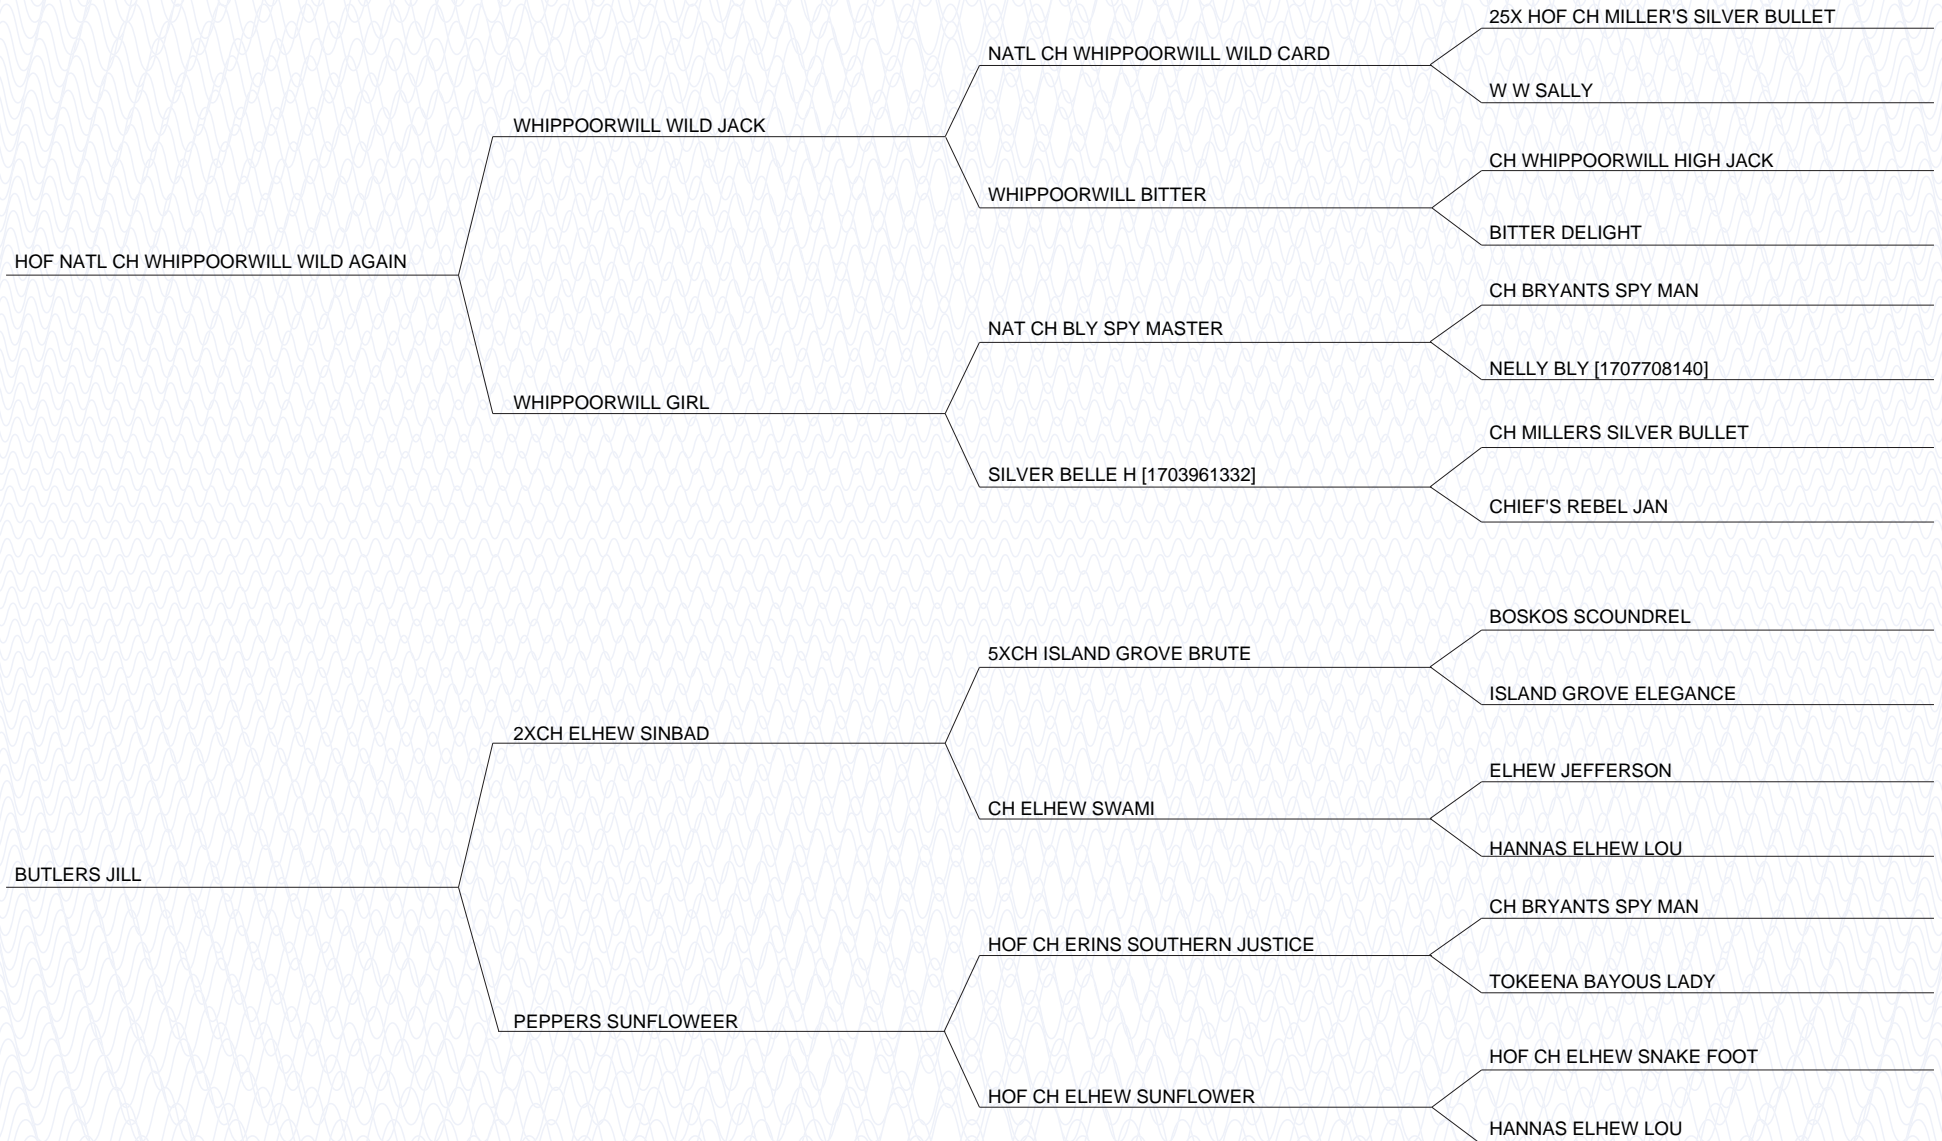 25X HOF CH MILLER'S SILVER BULLET
NATL CH WHIPPOORWILL WILD CARD
W W SALLY
WHIPPOORWILL WILD JACK
CH WHIPPOORWILL HIGH JACK
WHIPPOORWILL BITTER
BITTER DELIGHT
HOF NATL CH WHIPPOORWILL WILD AGAIN
CH BRYANTS SPY MAN
NAT CH BLY SPY MASTER
NELLY BLY [1707708140]
WHIPPOORWILL GIRL
CH MILLERS SILVER BULLET
SILVER BELLE H [1703961332]
CHIEF'S REBEL JAN
BOSKOS SCOUNDREL
5XCH ISLAND GROVE BRUTE
ISLAND GROVE ELEGANCE
2XCH ELHEW SINBAD
ELHEW JEFFERSON
CH ELHEW SWAMI
HANNAS ELHEW LOU
BUTLERS JILL
CH BRYANTS SPY MAN
HOF CH ERINS SOUTHERN JUSTICE
TOKEENA BAYOUS LADY
PEPPERS SUNFLOWEER
HOF CH ELHEW SNAKE FOOT
HOF CH ELHEW SUNFLOWER
HANNAS ELHEW LOU